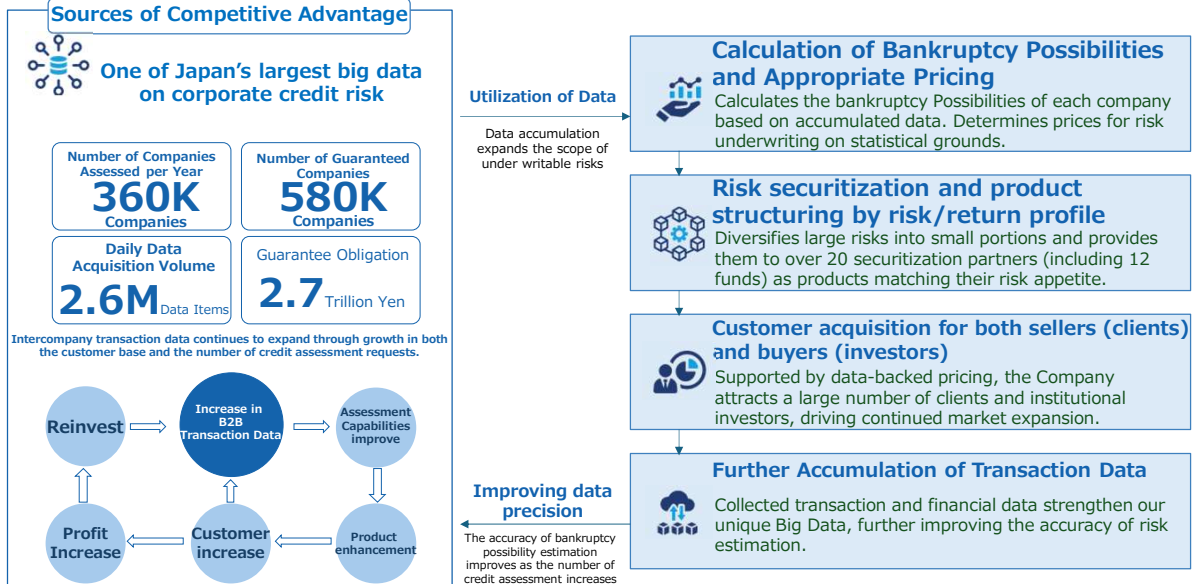 Sources of Competitive Advantage
One of Japan's largest big data
on corporate credit risk
Number of Companies
Assessed per Year
360K
Companies
Number of Guaranteed
Companies
580K
Companies
Daily Data
Acquisition Volume
2.6M Data Items
Guarantee Obligation
2.7 Trillion Yen
Intercompany transaction data continues to expand through growth in both
the customer base and the number of credit assessment requests.
Reinvest
Increase in
B2B
Transaction Data
Assessment
Capabilities
improve
Profit
Increase
Customer
increase
Product
enhancement
Utilization of Data
Data accumulation
expands the scope of
under writable risks
Improving data
precision
The accuracy of bankruptcy
possibility estimation
improves as the number of
credit assessment increases
Calculation of Bankruptcy Possibilities
and Appropriate Pricing
Calculates the bankruptcy Possibilities of each company
based on accumulated data. Determines prices for risk
underwriting on statistical grounds.
Risk securitization and product
structuring by risk/return profile
Diversifies large risks into small portions and provides
them to over 20 securitization partners (including 12
funds) as products matching their risk appetite.
Customer acquisition for both sellers (clients)
and buyers (investors)
Supported by data-backed pricing, the Company
attracts a large number of clients and institutional
investors, driving continued market expansion.
Further Accumulation of Transaction Data
Collected transaction and financial data strengthen our
unique Big Data, further improving the accuracy of risk
estimation.